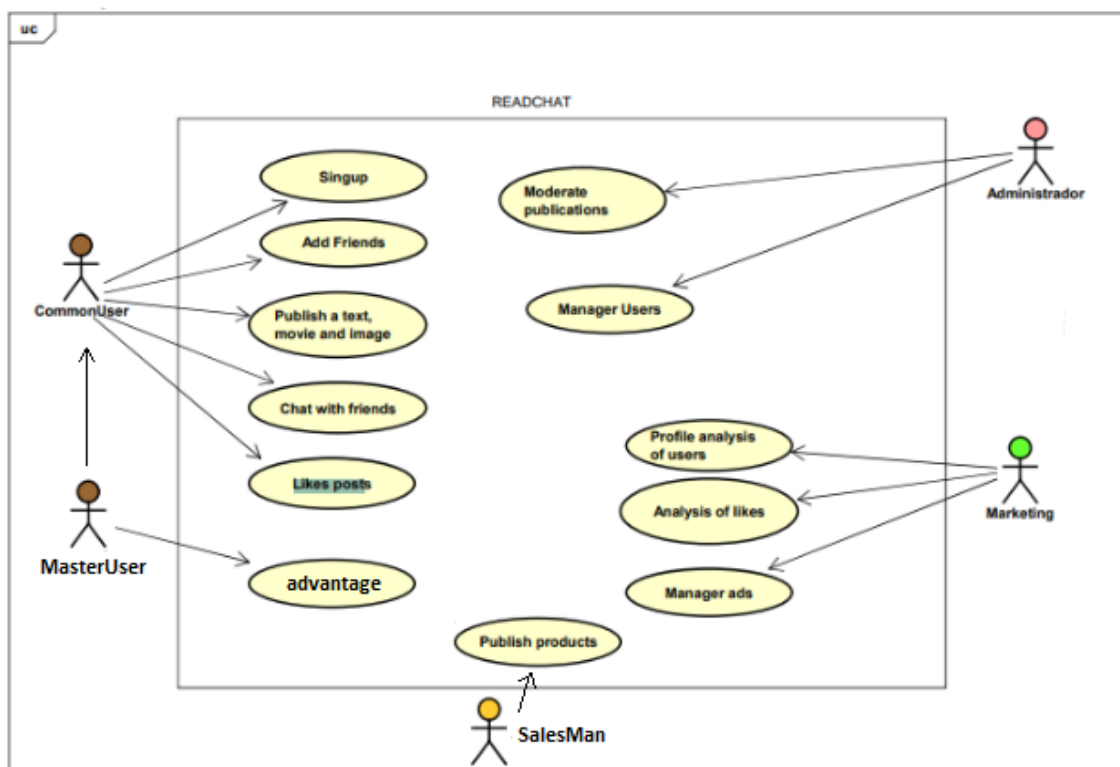 uc
READCHAT
Singup
Add Friends
Publish a text,
movie and image
Chat with friends
Likes posts
advantage
Moderate
publications
Manager Users
Profile analysis
of users
Analysis of likes
Manager ads
Publish products
CommonUser
MasterUser
Administrador
Marketing
SalesMan